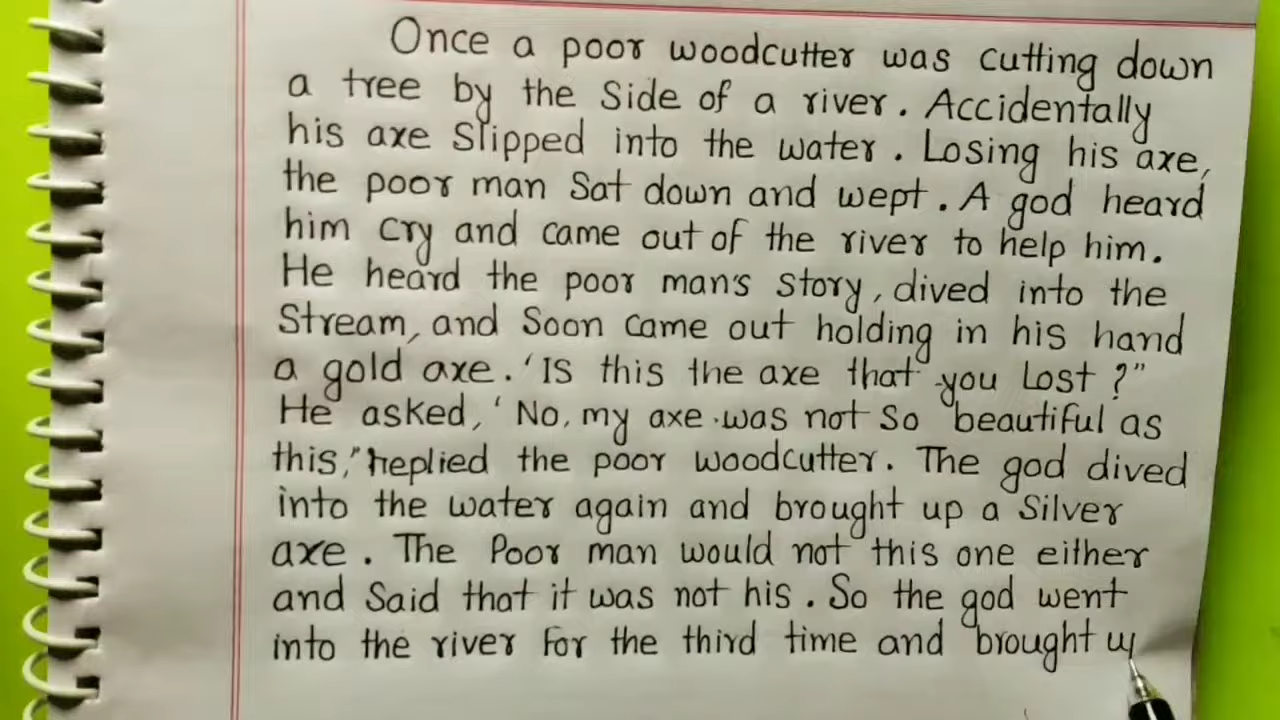 Once a poor woodcutter was cutting down
a tree by the Side of a river. Accidentally
his axe Slipped into the water. Losing his axe,
the poor man Sat down and wept. A god heard
him cry and came out of the river to help him.
He heard the poor man's Story, dived into the
Stream, and Soon came out holding in his hand
a gold axe. 'IS this the axe that you Lost ?"
He asked, 'No, my axe was not So beautiful as
this," heplied the poor woodcutter. The god dived
into the water again and brought up a Silver
axe. The Poor man would not this one either
and Said that it was not his. So the god went
into the river for the third time and brought